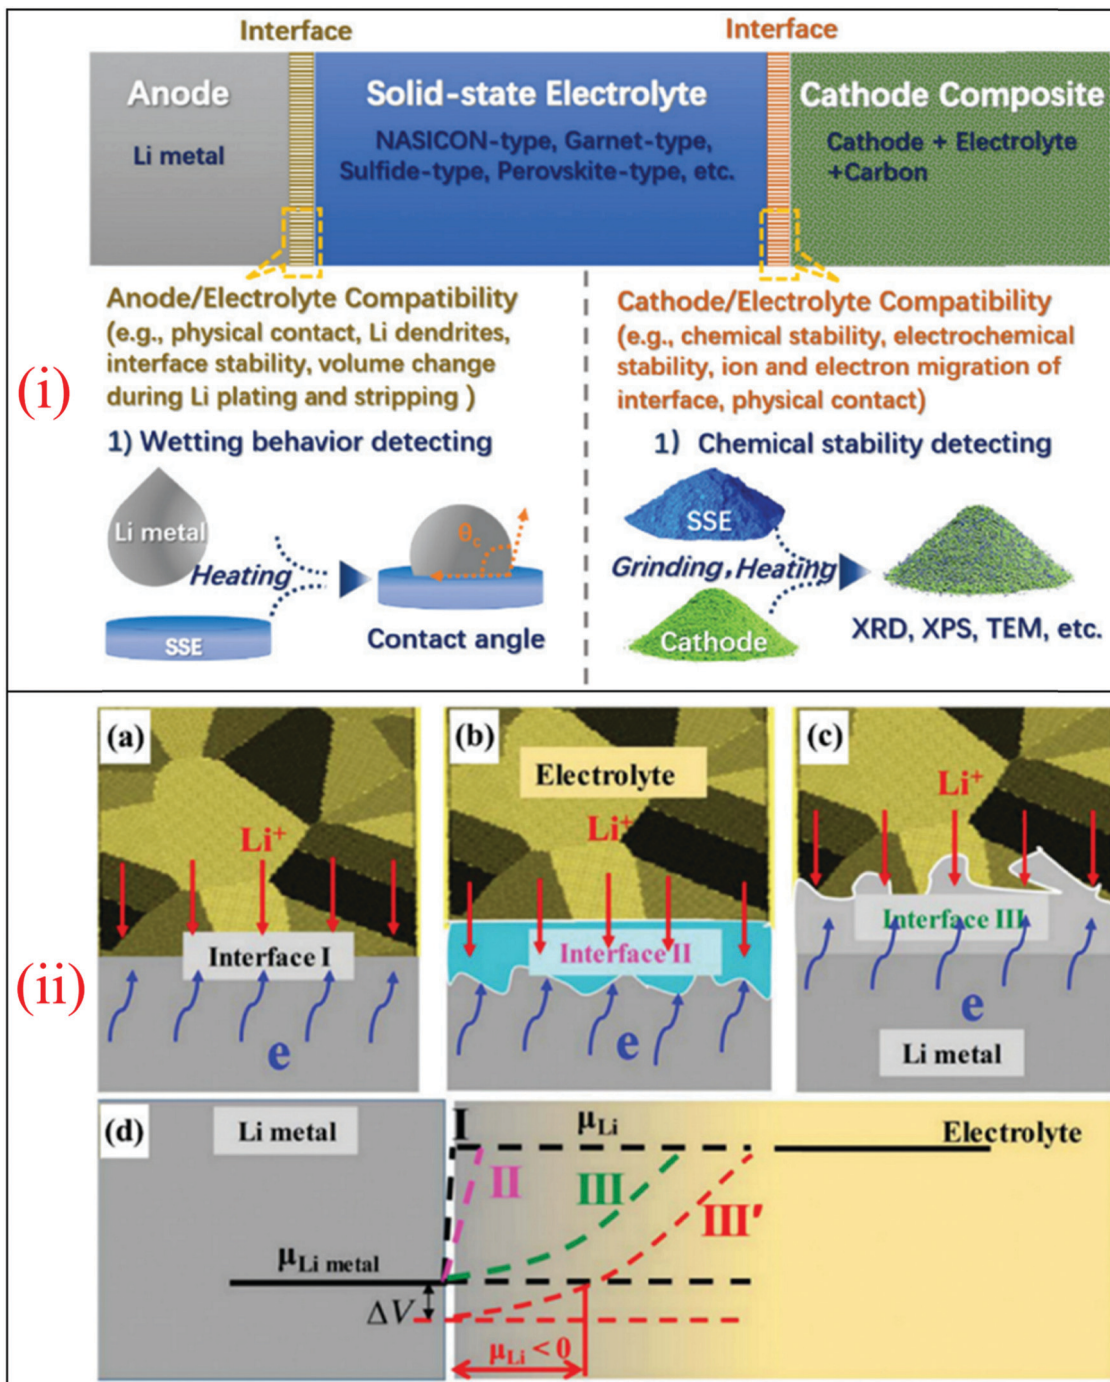 Interface
Interface
Anode
Li metal
Solid-state Electrolyte
NASICON-type, Garnet-type,
Sulfide-type, Perovskite-type, etc.
Cathode Composite
Cathode + Electrolyte
+Carbon
(i)
Anode/Electrolyte Compatibility
(e.g., physical contact, Li dendrites,
interface stability, volume change
during Li plating and stripping )
1) Wetting behavior detecting
Li metal
Heating
SSE
θc
Contact angle
Cathode/Electrolyte Compatibility
(e.g., chemical stability, electrochemical
stability, ion and electron migration of
interface, physical contact)
1) Chemical stability detecting
SSE
Grinding, Heating
Cathode
XRD, XPS, TEM, etc.
(ii)
(a)
Li⁺
Interface I
e
(b)
Electrolyte
Li⁺
Interface II
e
(c)
Li⁺
Interface III
e
Li metal
(d)
Li metal
I
μLi
Electrolyte
II
III
III′
μLi metal
ΔV
μLi < 0